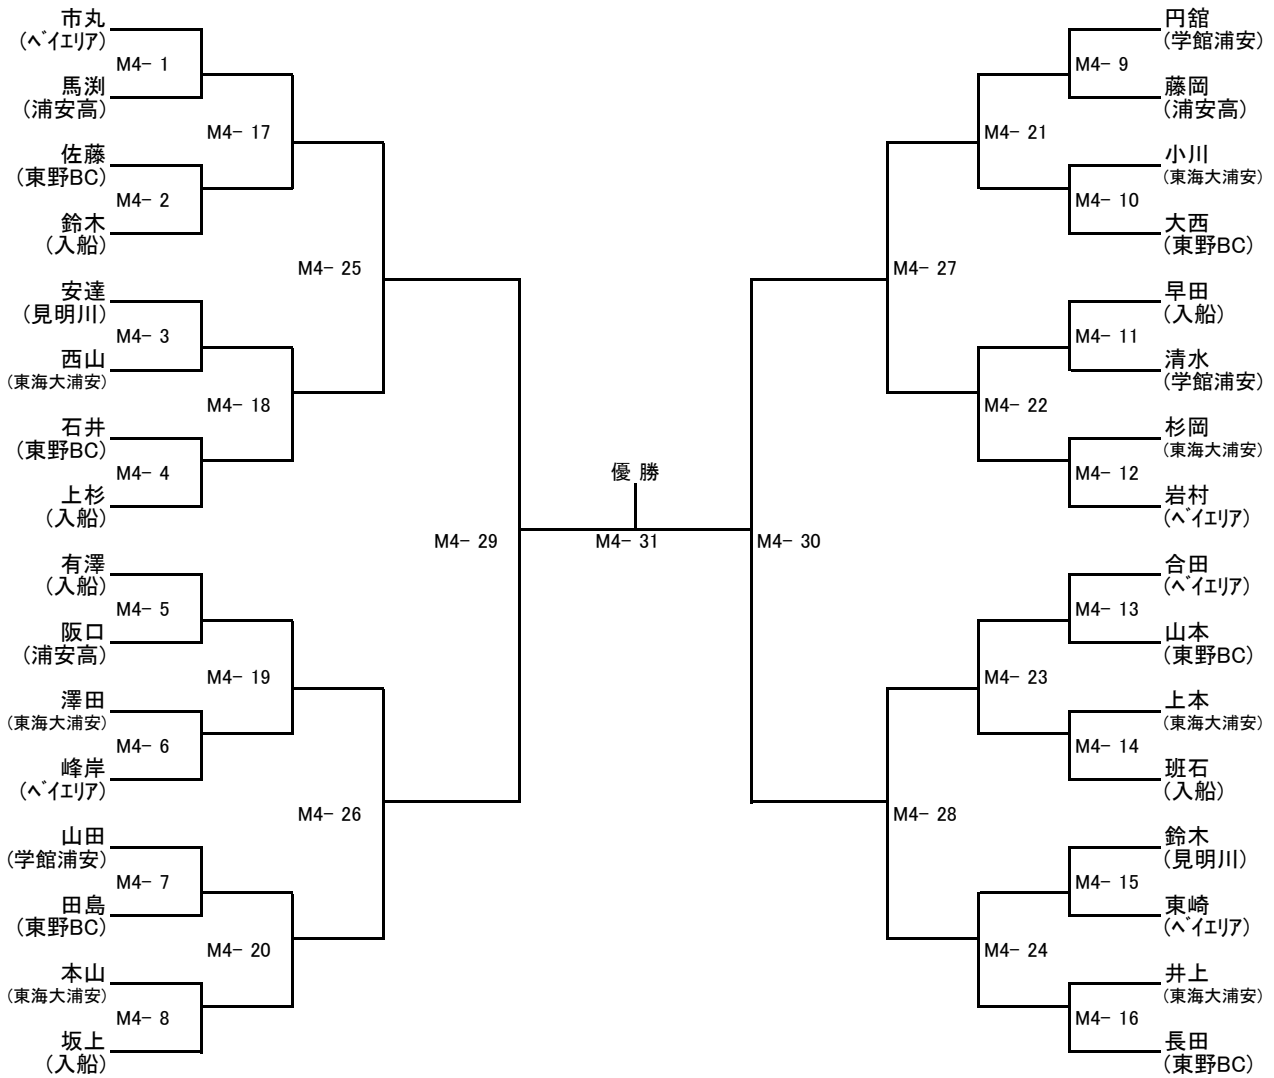 市丸
(ベイエリア)
M4- 1
馬渕
(浦安高)
M4- 17
佐藤
(東野BC)
M4- 2
鈴木
(入船)
M4- 25
安達
(見明川)
M4- 3
西山
(東海大浦安)
M4- 18
石井
(東野BC)
M4- 4
上杉
(入船)
M4- 29
有澤
(入船)
M4- 5
阪口
(浦安高)
M4- 19
澤田
(東海大浦安)
M4- 6
峰岸
(ベイエリア)
M4- 26
山田
(学館浦安)
M4- 7
田島
(東野BC)
M4- 20
本山
(東海大浦安)
M4- 8
坂上
(入船)
優 勝
M4- 31
円舘
(学館浦安)
M4- 9
藤岡
(浦安高)
M4- 21
小川
(東海大浦安)
M4- 10
大西
(東野BC)
M4- 27
早田
(入船)
M4- 11
清水
(学館浦安)
M4- 22
杉岡
(東海大浦安)
M4- 12
岩村
(ベイエリア)
M4- 30
合田
(ベイエリア)
M4- 13
山本
(東野BC)
M4- 23
上本
(東海大浦安)
M4- 14
班石
(入船)
M4- 28
鈴木
(見明川)
M4- 15
東崎
(ベイエリア)
M4- 24
井上
(東海大浦安)
M4- 16
長田
(東野BC)